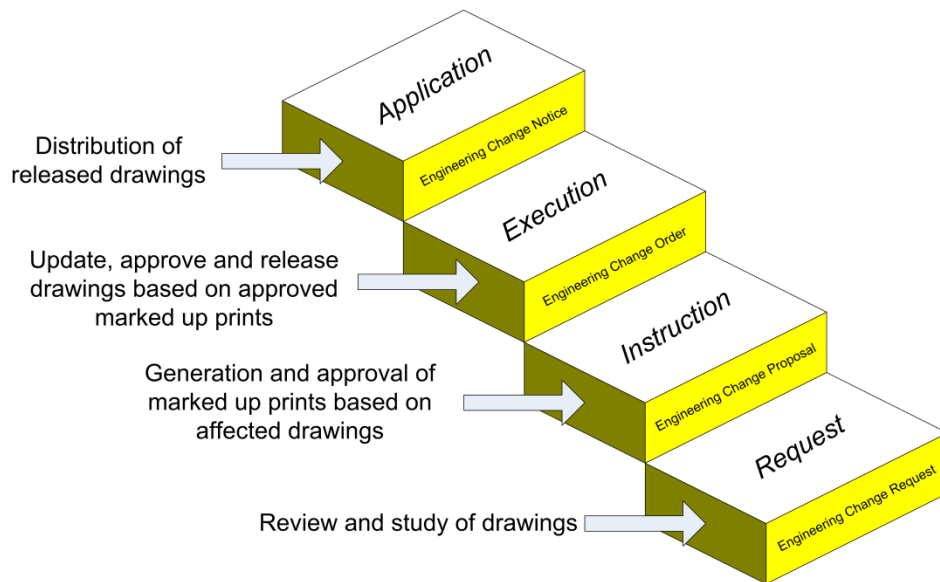 Application
Engineering Change Notice
Distribution of
released drawings
Execution
Engineering Change Order
Update, approve and release
drawings based on approved
marked up prints
Instruction
Engineering Change Proposal
Generation and approval of
marked up prints based on
affected drawings
Request
Engineering Change Request
Review and study of drawings